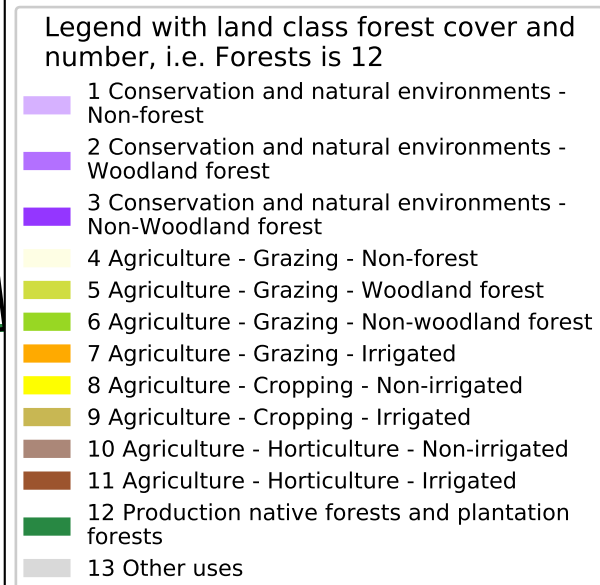 Legend with land class forest cover and
number, i.e. Forests is 12
1 Conservation and natural environments -
Non-forest
2 Conservation and natural environments -
Woodland forest
3 Conservation and natural environments -
Non-Woodland forest
4 Agriculture - Grazing - Non-forest
5 Agriculture - Grazing - Woodland forest
6 Agriculture - Grazing - Non-woodland forest
7 Agriculture - Grazing - Irrigated
8 Agriculture - Cropping - Non-irrigated
9 Agriculture - Cropping - Irrigated
10 Agriculture - Horticulture - Non-irrigated
11 Agriculture - Horticulture - Irrigated
12 Production native forests and plantation
forests
13 Other uses